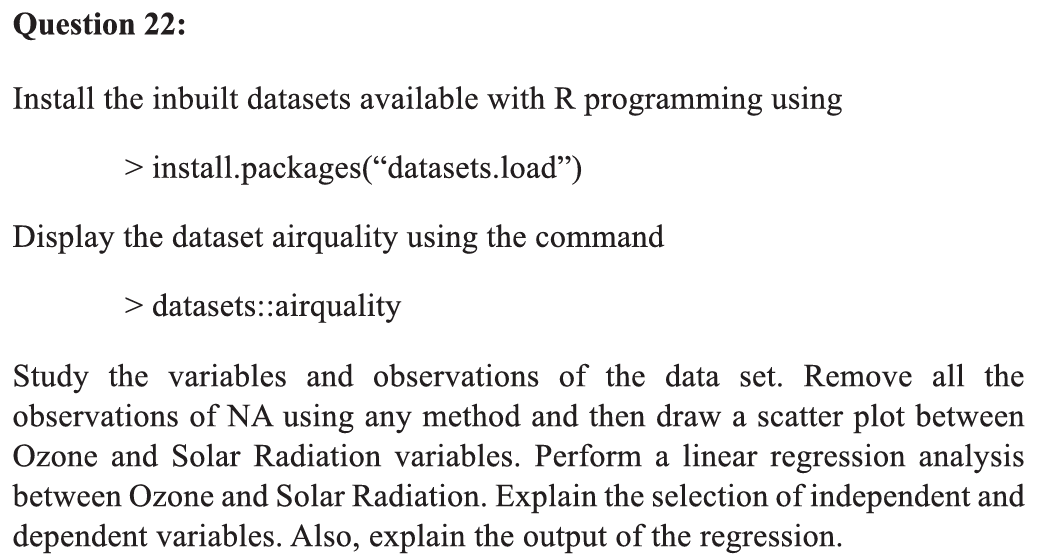 Question 22:
Install the inbuilt datasets available with R programming using
> install.packages(“datasets.load”)
Display the dataset airquality using the command
> datasets::airquality
Study the variables and observations of the data set. Remove all the
observations of NA using any method and then draw a scatter plot between
Ozone and Solar Radiation variables. Perform a linear regression analysis
between Ozone and Solar Radiation. Explain the selection of independent and
dependent variables. Also, explain the output of the regression.